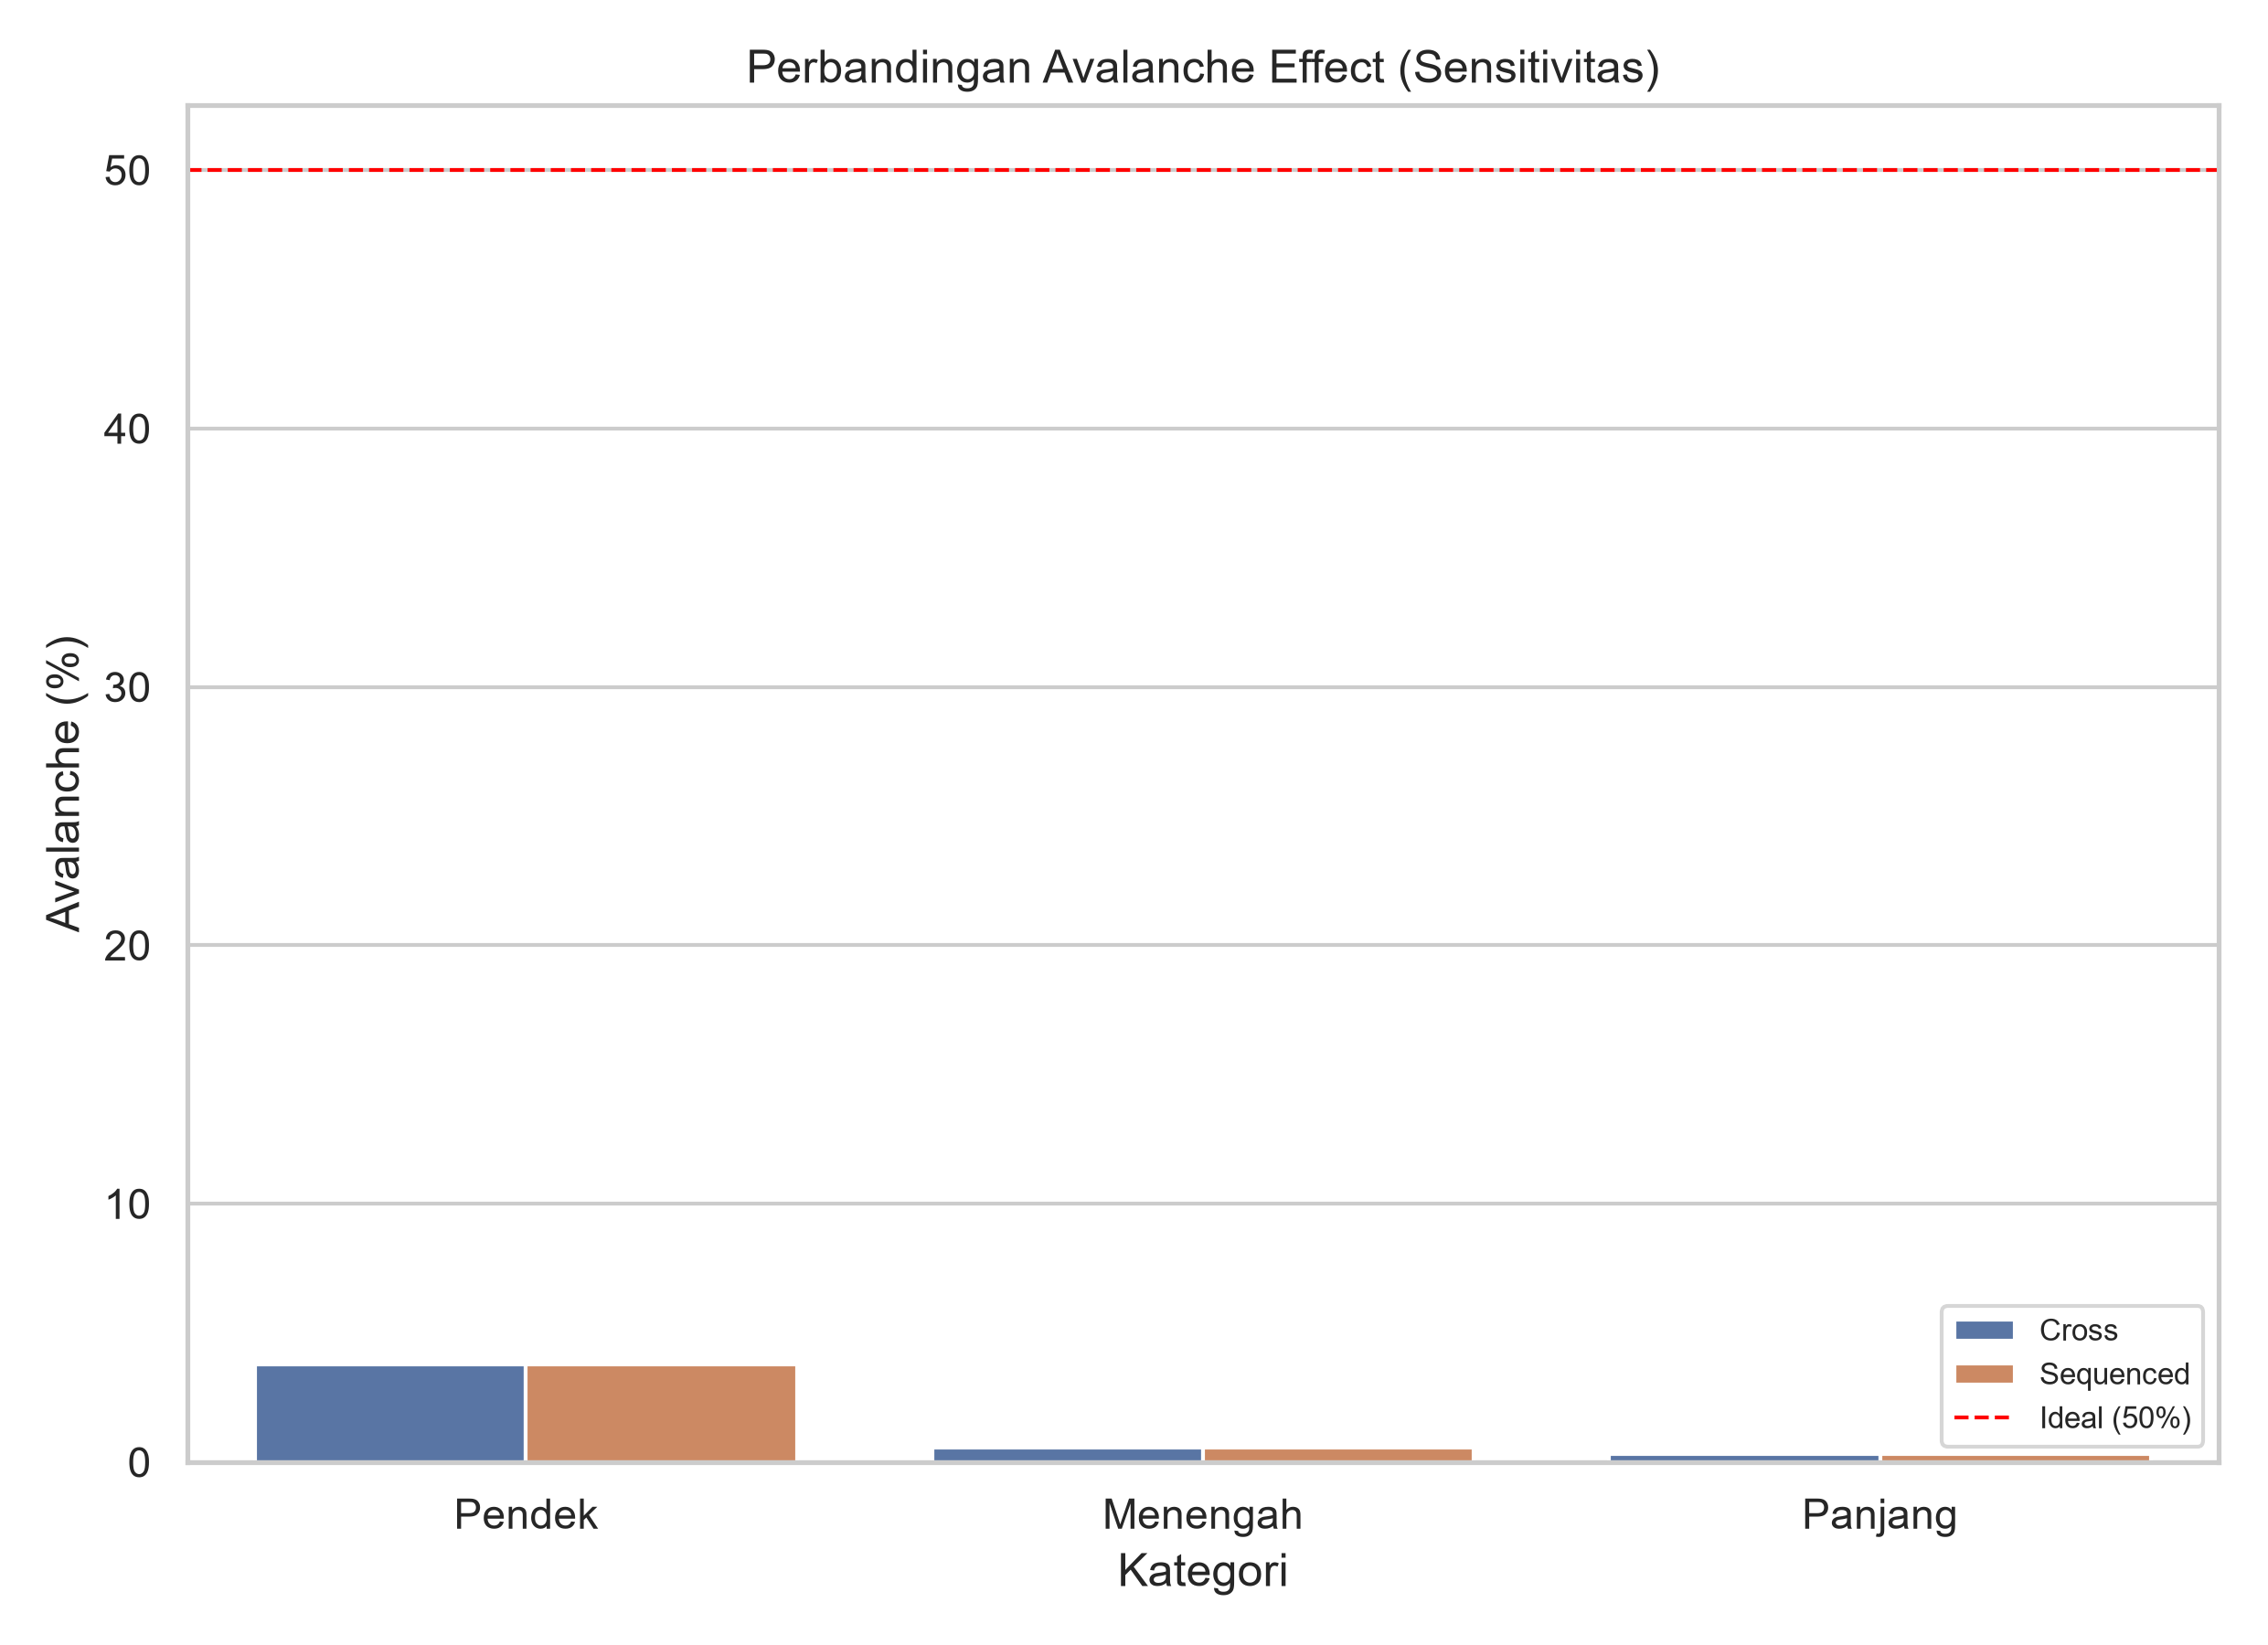 Perbandingan Avalanche Effect (Sensitivitas)
Avalanche (%)
50
40
30
20
10
0
Cross
Sequenced
Ideal (50%)
Pendek
Menengah
Panjang
Kategori